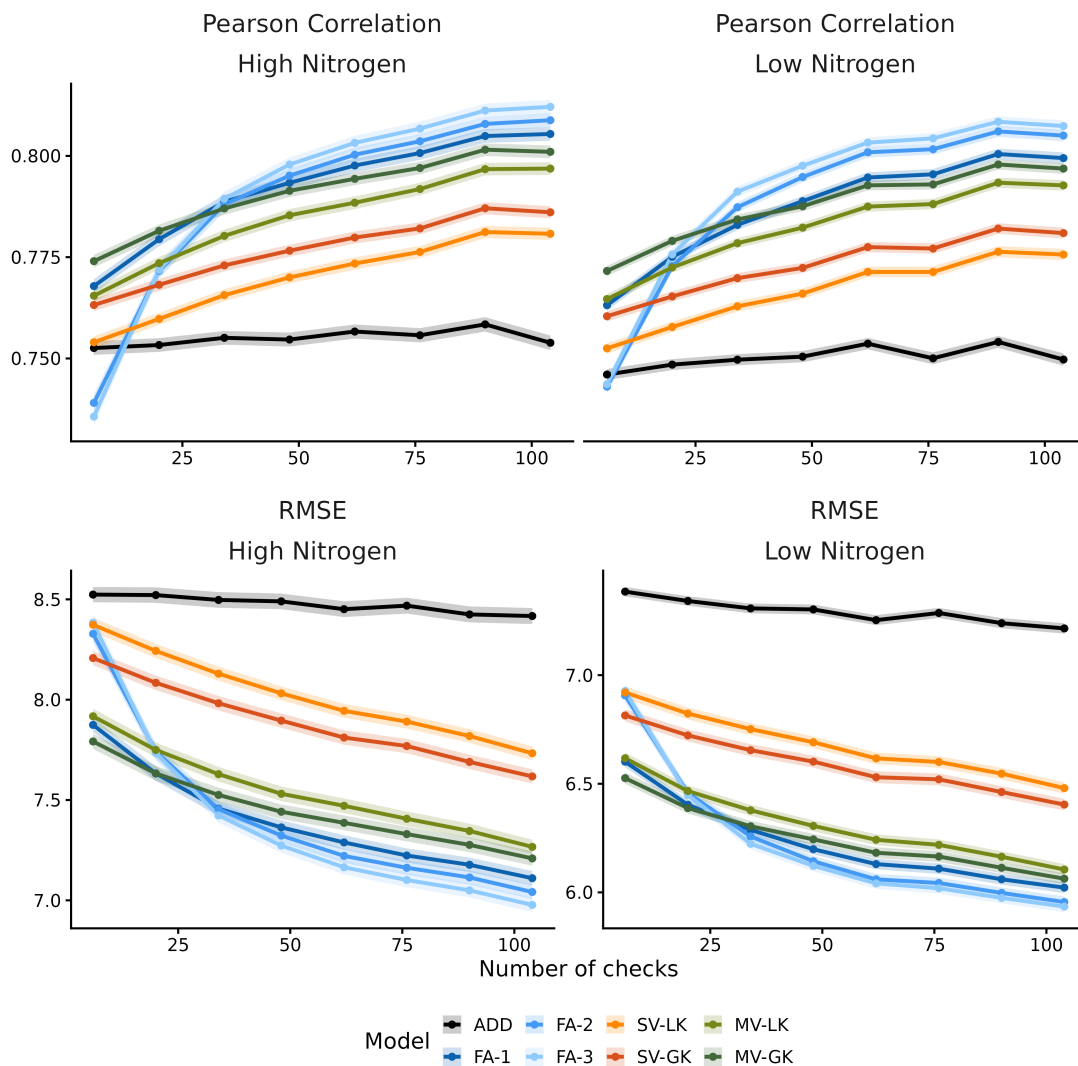 Pearson Correlation
High Nitrogen
Pearson Correlation
Low Nitrogen
0.800
0.775
0.750
25 50 75 100
25 50 75 100
RMSE
High Nitrogen
RMSE
Low Nitrogen
8.5
8.0
7.5
7.0
7.0
6.5
6.0
25 50 75 100
25 50 75 100
Number of checks
Model
ADD FA-2 SV-LK MV-LK
FA-1 FA-3 SV-GK MV-GK